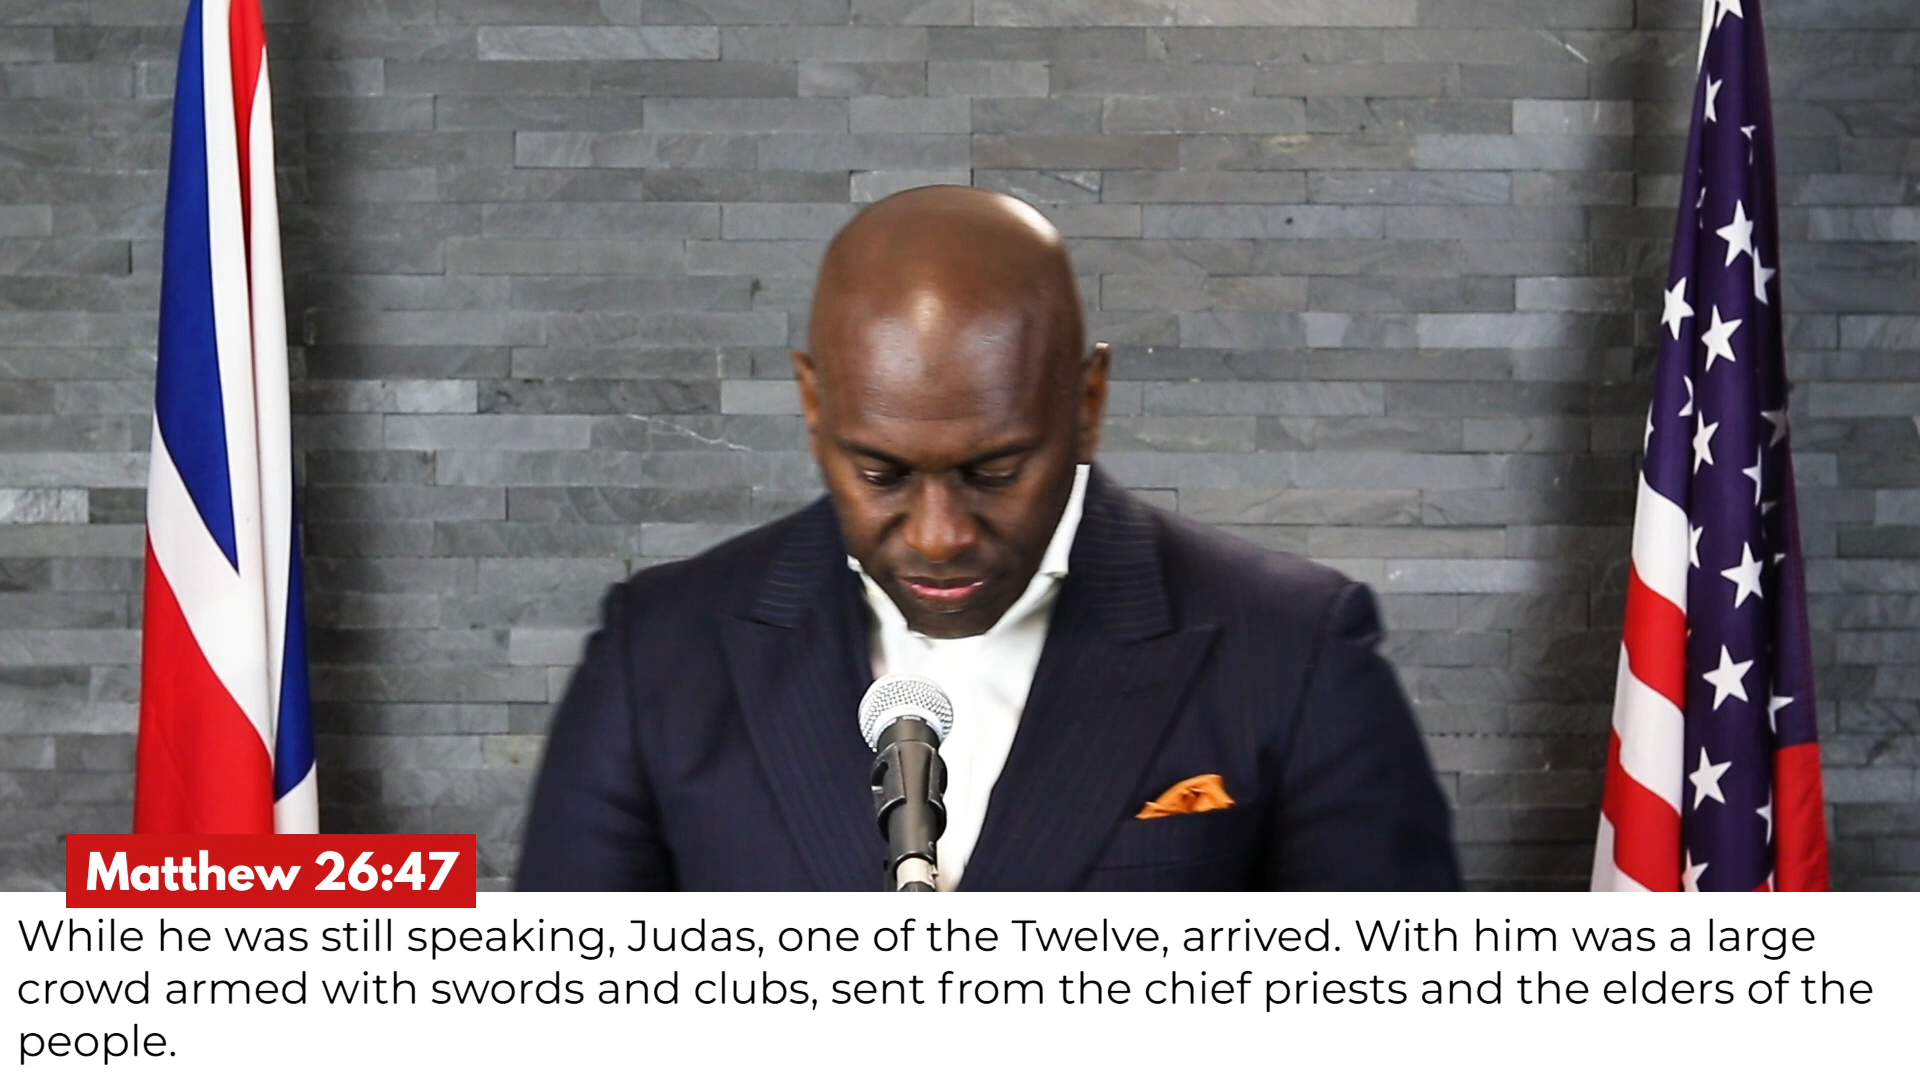 Matthew 26:47
While he was still speaking, Judas, one of the Twelve, arrived. With him was a large
crowd armed with swords and clubs, sent from the chief priests and the elders of the
people.